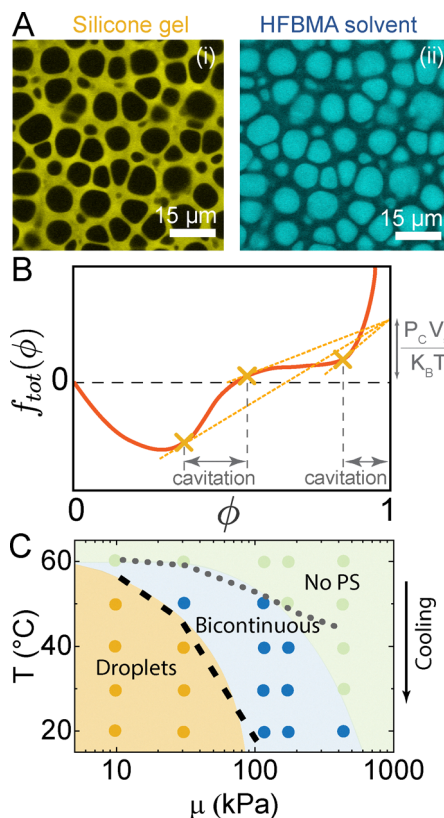 A
Silicone gel
HFBMA solvent
(i)
(ii)
15 μm
15 μm
B
f_tot(ϕ)
0
P_C V
K_B T
cavitation
cavitation
0
ϕ
1
C
T (°C)
60
40
20
No PS
Bicontinuous
Droplets
Cooling
10
100
1000
μ (kPa)